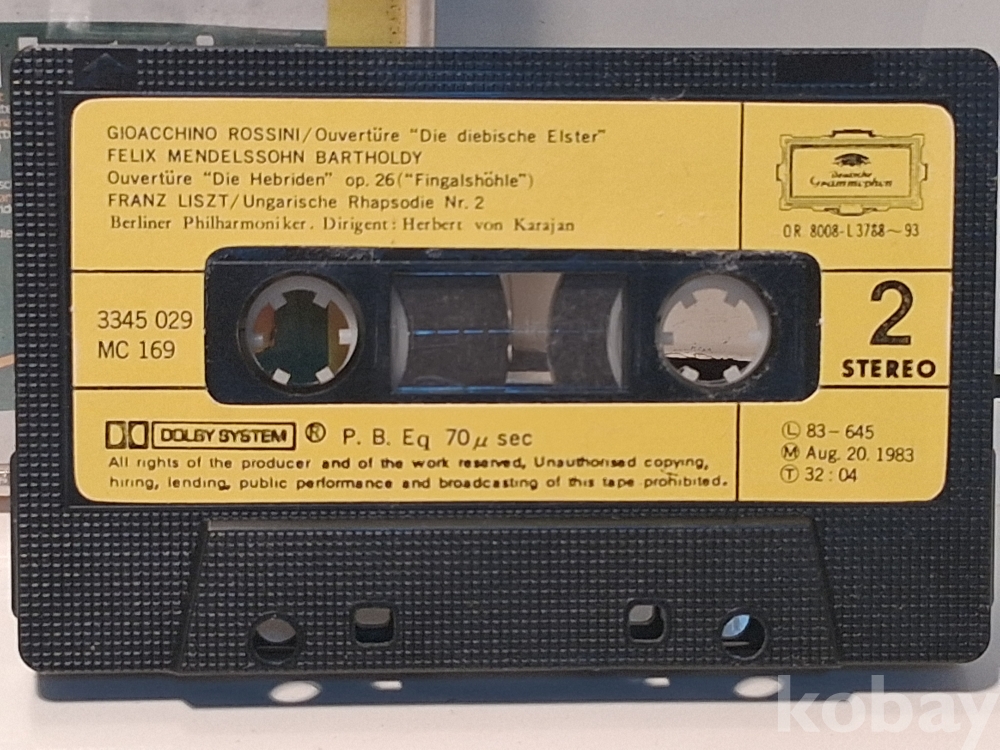 GIOACCHINO ROSSINI/Ouvertüre "Die diebische Elster"
FELIX MENDELSSOHN BARTHOLDY
Ouvertüre "Die Hebriden" op. 26 ("Fingalshöhle")
FRANZ LISZT/Ungarische Rhapsodie Nr. 2
Berliner Philharmoniker. Dirigent: Herbert von Karajan
Deutsche
Grammophon
OR 8008-L3788~93
3345 029
MC 169
2
STEREO
DOLBY SYSTEM ® P. B. Eq 70μ sec
All rights of the producer and of the work reserved, Unauthorised copying,
hiring, lending, public performance and broadcasting of this tape prohibited.
Ⓛ 83-645
Ⓜ Aug. 20. 1983
Ⓣ 32:04
kobay